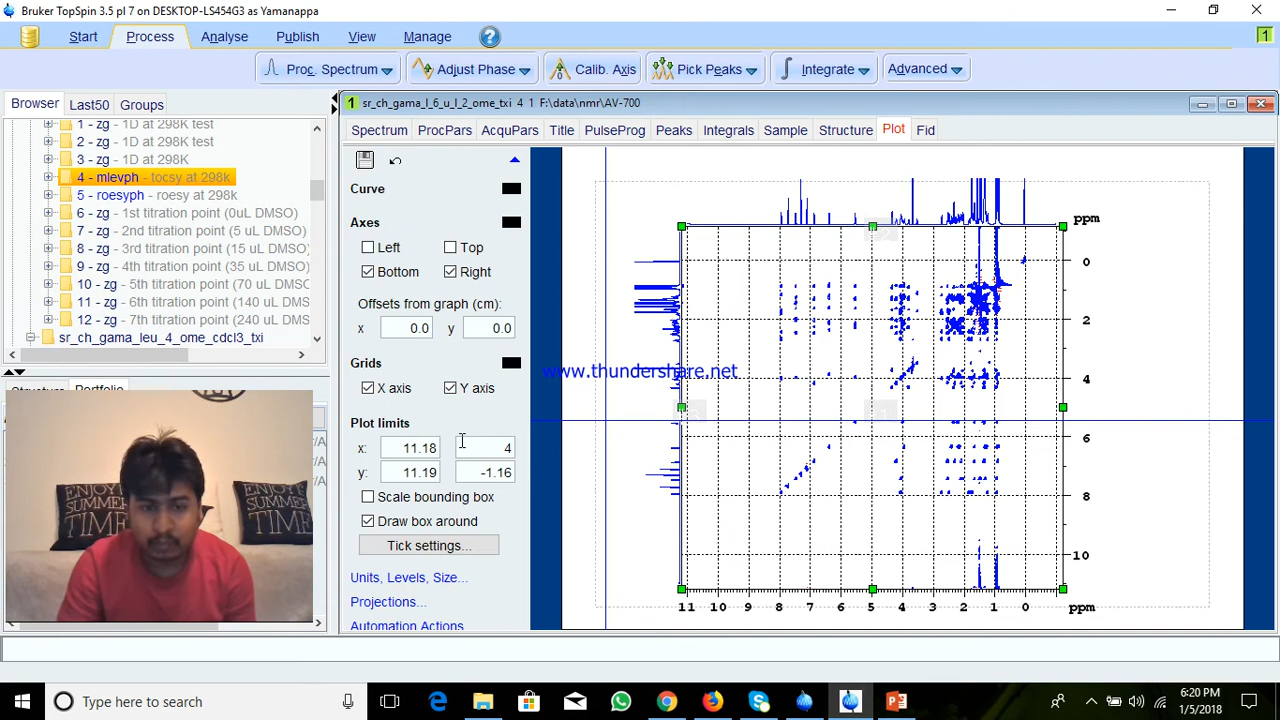 Bruker TopSpin 3.5 pl 7 on DESKTOP-LS454G3 as Yamanappa
Start Process Analyse Publish View Manage ? 1
Proc. Spectrum Adjust Phase Calib. Axis Pick Peaks Integrate Advanced
Browser Last50 Groups
1 - zg - 1D at 298K test
2 - zg - 1D at 298K test
3 - zg - 1D at 298K
4 - mlevph - tocsy at 298k
5 - roesyph - roesy at 298k
6 - zg - 1st titration point (0uL DMSO)
7 - zg - 2nd titration point (5 uL DMSO)
8 - zg - 3rd titration point (15 uL DMSO)
9 - zg - 4th titration point (35 uL DMSO)
10 - zg - 5th titration point (70 uL DMSO)
11 - zg - 6th titration point (140 uL DMSO)
12 - zg - 7th titration point (240 uL DMSO)
sr_ch_gama_leu_4_ome_cdcl3_txi
1 sr_ch_gama_l_6_u_l_2_ome_txi 4 1 F:\data\nmr\AV-700
Spectrum ProcPars AcquPars Title PulseProg Peaks Integrals Sample Structure Plot Fid
Curve
Axes
Left Top
Bottom Right
Offsets from graph (cm)
x 0.0 y 0.0
Grids
X axis Y axis
Plot limits
x: 11.18 4
y: 11.19 -1.16
Scale bounding box
Draw box around
Tick settings...
Units, Levels, Size...
Projections...
Automation Actions
ppm
0
2
4
6
8
10
11 10 9 8 7 6 5 4 3 2 1 0 ppm
www.thundershare.net
ENJOY SUMMER TIME
Type here to search
6:20 PM
1/5/2018